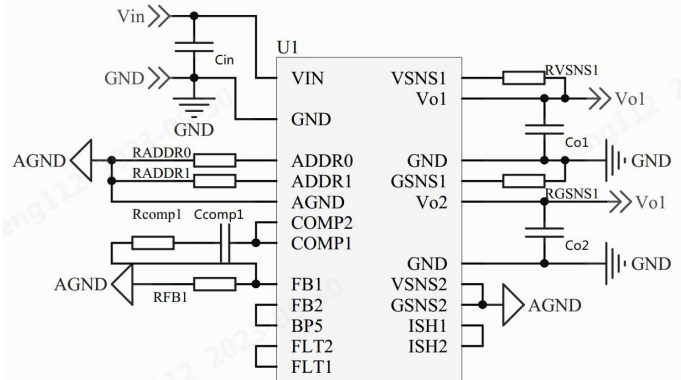 Vin
Cin
GND
GND
U1
VIN
GND
ADDR0
ADDR1
AGND
COMP2
COMP1
FB1
FB2
BP5
FLT2
FLT1
VSNS1
Vo1
GND
GSNS1
Vo2
GND
VSNS2
GSNS2
ISH1
ISH2
AGND
RADDR0
RADDR1
Rcomp1
Ccomp1
AGND
RFB1
RVSNS1
Vo1
Co1
GND
RGSNS1
Vo1
Co2
GND
AGND